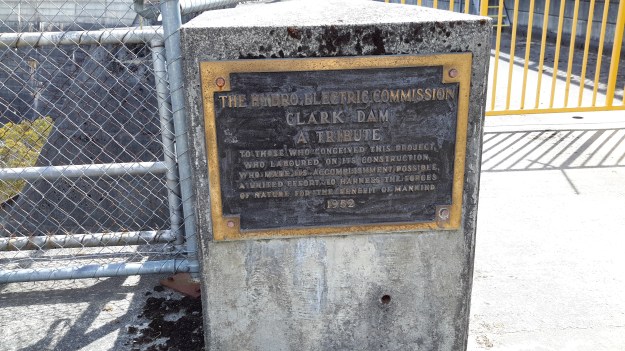 THE HYDRO. ELECTRIC COMMISSION
CLARK DAM
A TRIBUTE
TO THOSE WHO CONCEIVED THIS PROJECT,
WHO LABOURED ON ITS CONSTRUCTION,
WHO MADE ITS ACCOMPLISHMENT POSSIBLE,
A UNITED EFFORT TO HARNESS THE FORCES
OF NATURE FOR THE BENEFIT OF MANKIND
1952